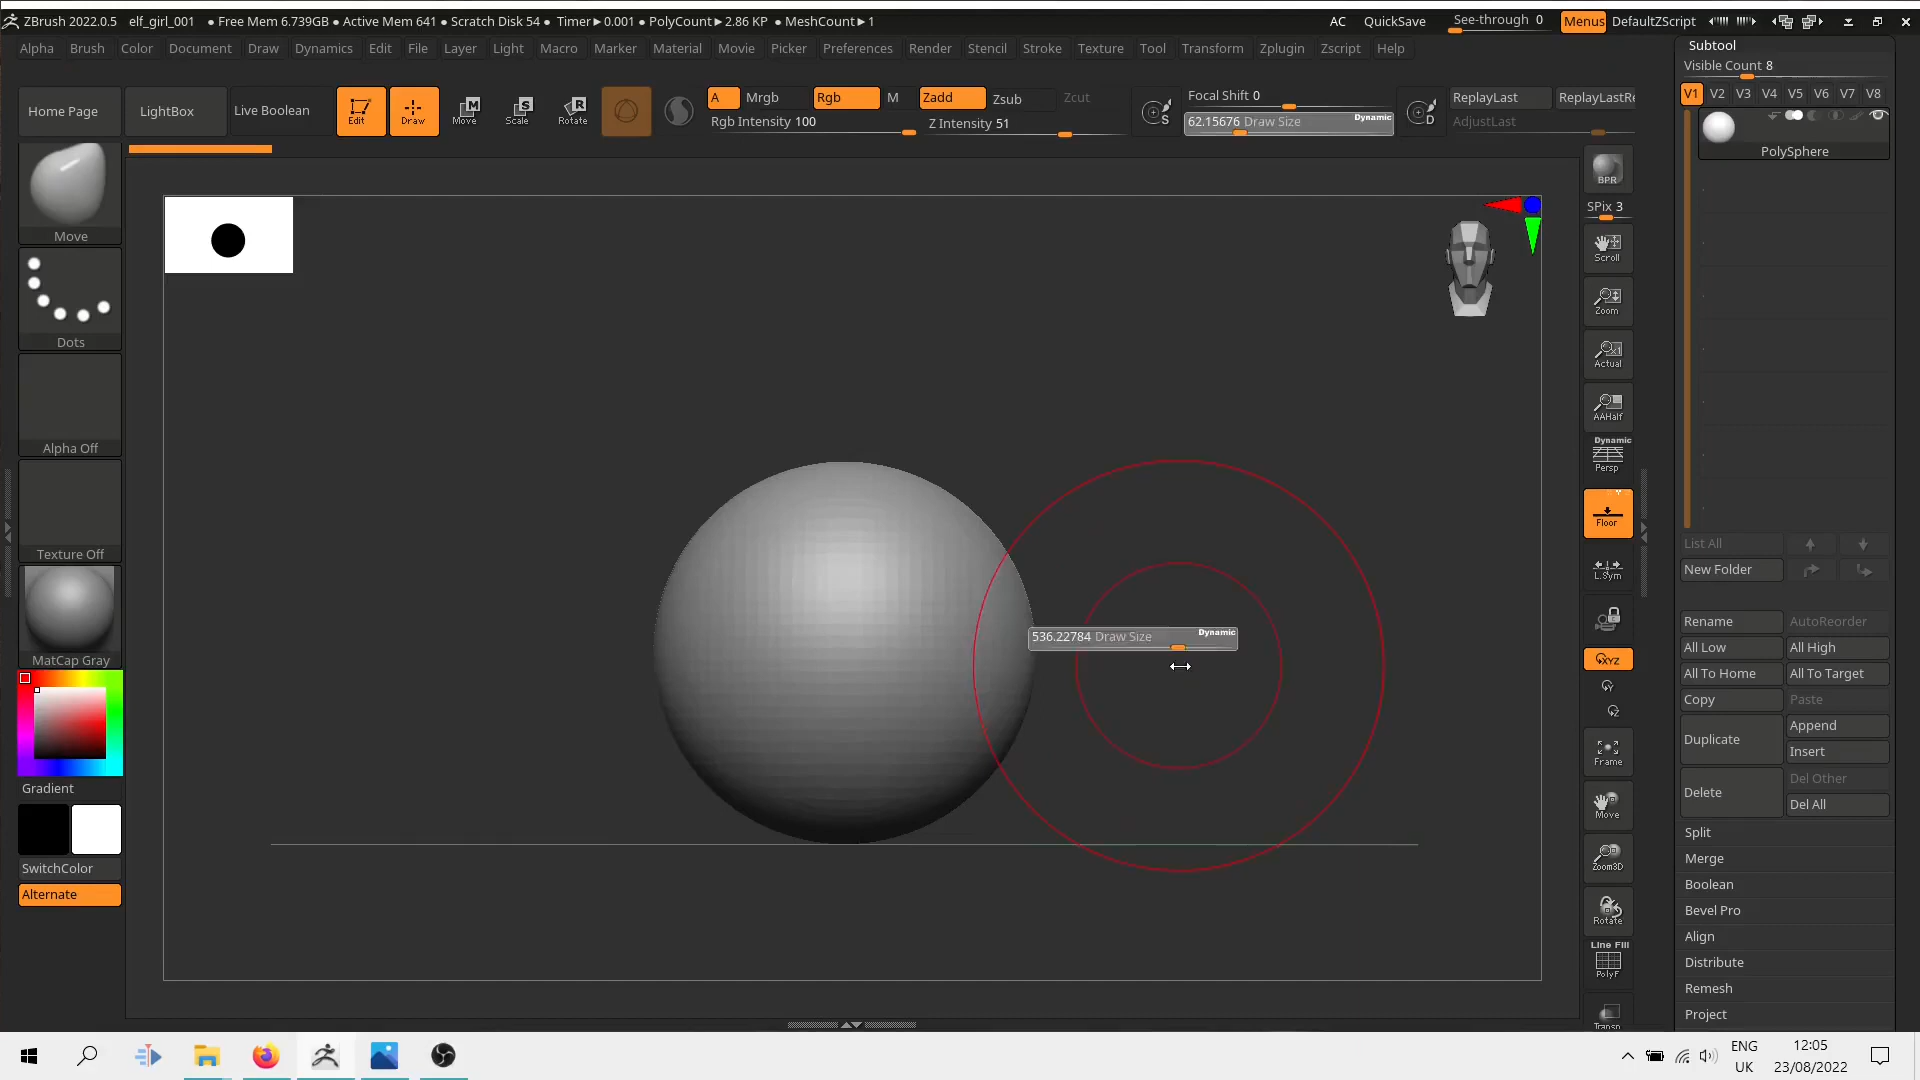 ZBrush 2022.0.5 elf_girl_001 ● Free Mem 6.739GB ● Active Mem 641 ● Scratch Disk 54 ● Timer►0.001 ● PolyCount►2.86 KP ● MeshCount►1 AC QuickSave See-through 0 Menus DefaultZScript
Alpha Brush Color Document Draw Dynamics Edit File Layer Light Macro Marker Material Movie Picker Preferences Render Stencil Stroke Texture Tool Transform Zplugin Zscript Help
Home Page LightBox Live Boolean Edit Draw Move Scale Rotate
M S R
A Mrgb Rgb M Zadd Zsub Zcut
Rgb Intensity 100 Z Intensity 51
S Focal Shift 0
62.15676 Draw Size Dynamic
D ReplayLast ReplayLastRe
AdjustLast
Move
Dots
Alpha Off
Texture Off
MatCap Gray
Gradient
SwitchColor
Alternate
536.22784 Draw Size Dynamic
BPR
SPix 3
Scroll
Zoom
Actual
AAHalf
Dynamic
Persp
Floor
L.Sym
XYZ
Y
Z
Frame
Move
Zoom3D
Rotate
Line Fill
PolyF
Transp
Subtool
Visible Count 8
V1 V2 V3 V4 V5 V6 V7 V8
PolySphere
List All
New Folder
Rename AutoReorder
All Low All High
All To Home All To Target
Copy Paste
Duplicate Append
Insert
Delete Del Other
Del All
Split
Merge
Boolean
Bevel Pro
Align
Distribute
Remesh
Project
ENG
UK
12:05
23/08/2022